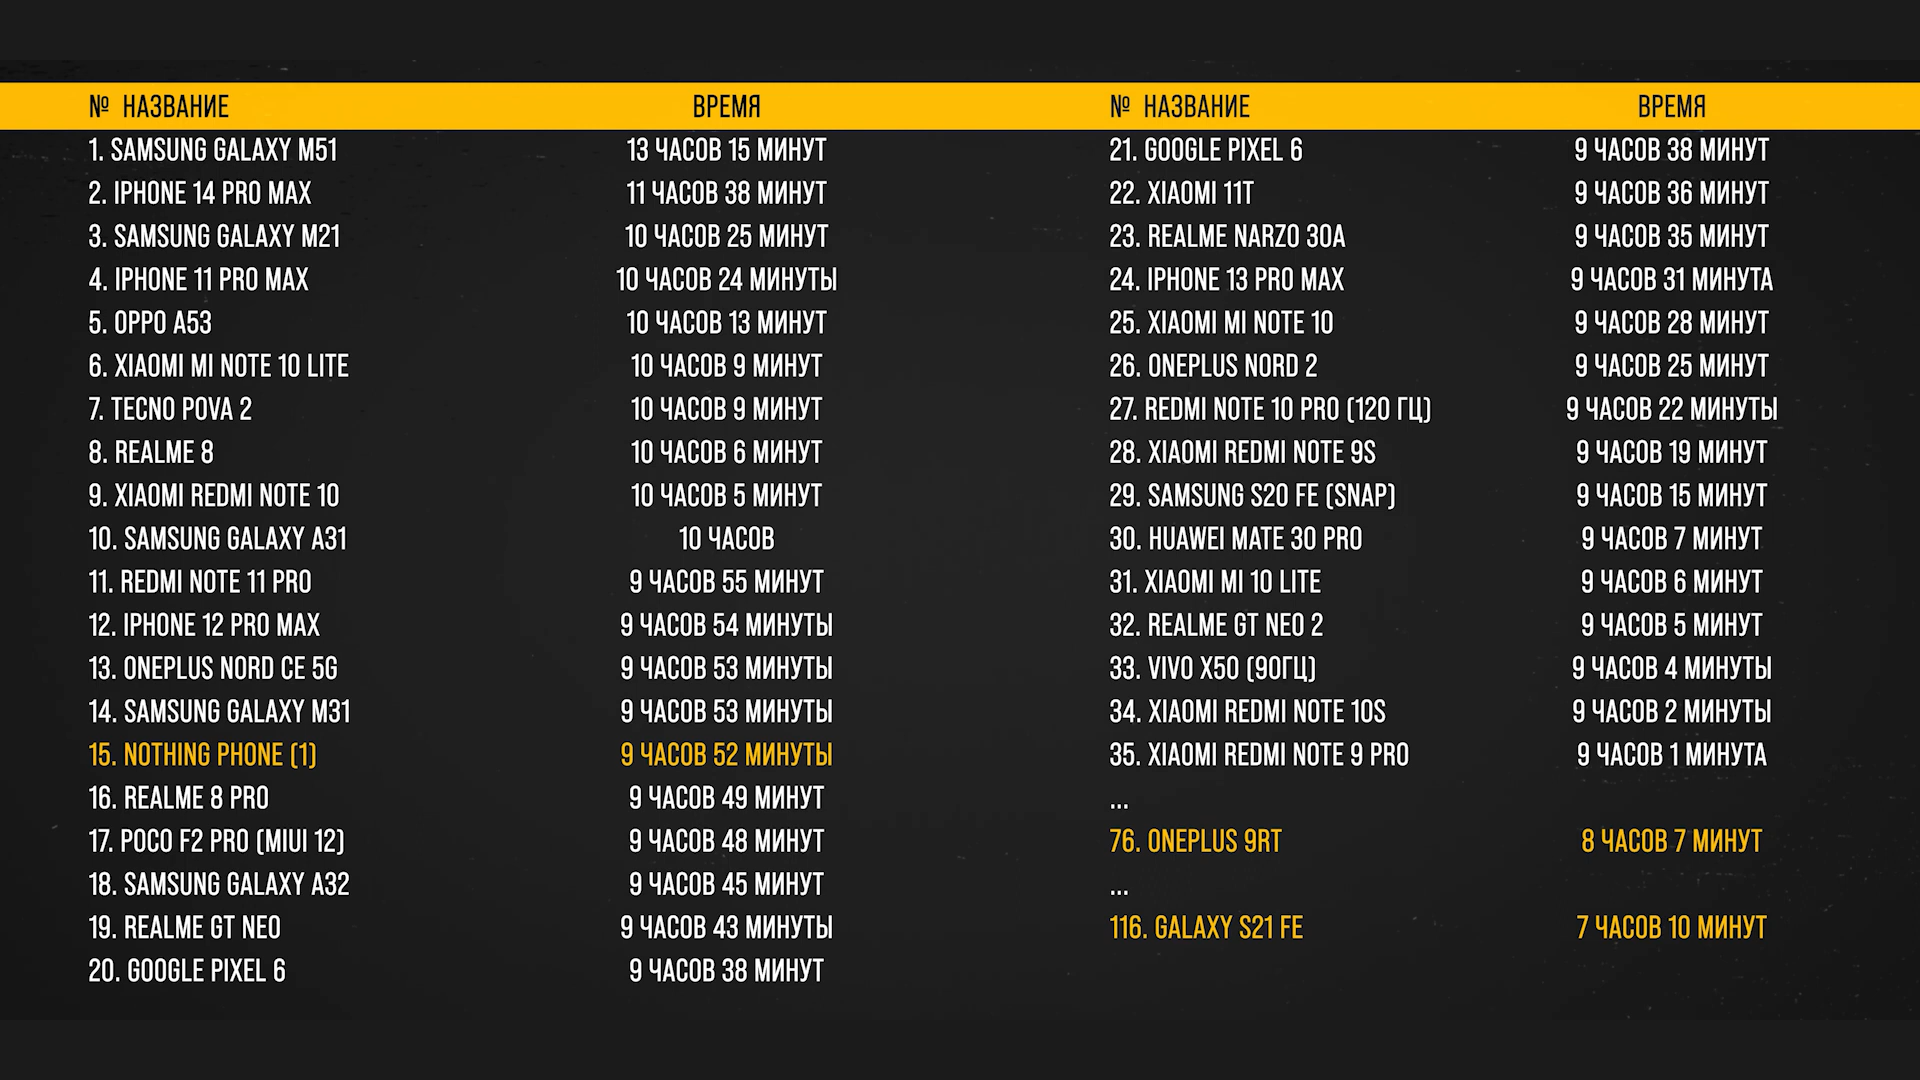 № НАЗВАНИЕ ВРЕМЯ
1. SAMSUNG GALAXY M51 13 ЧАСОВ 15 МИНУТ
2. IPHONE 14 PRO MAX 11 ЧАСОВ 38 МИНУТ
3. SAMSUNG GALAXY M21 10 ЧАСОВ 25 МИНУТ
4. IPHONE 11 PRO MAX 10 ЧАСОВ 24 МИНУТЫ
5. OPPO A53 10 ЧАСОВ 13 МИНУТ
6. XIAOMI MI NOTE 10 LITE 10 ЧАСОВ 9 МИНУТ
7. TECNO POVA 2 10 ЧАСОВ 9 МИНУТ
8. REALME 8 10 ЧАСОВ 6 МИНУТ
9. XIAOMI REDMI NOTE 10 10 ЧАСОВ 5 МИНУТ
10. SAMSUNG GALAXY A31 10 ЧАСОВ
11. REDMI NOTE 11 PRO 9 ЧАСОВ 55 МИНУТ
12. IPHONE 12 PRO MAX 9 ЧАСОВ 54 МИНУТЫ
13. ONEPLUS NORD CE 5G 9 ЧАСОВ 53 МИНУТЫ
14. SAMSUNG GALAXY M31 9 ЧАСОВ 53 МИНУТЫ
15. NOTHING PHONE (1) 9 ЧАСОВ 52 МИНУТЫ
16. REALME 8 PRO 9 ЧАСОВ 49 МИНУТ
17. POCO F2 PRO (MIUI 12) 9 ЧАСОВ 48 МИНУТ
18. SAMSUNG GALAXY A32 9 ЧАСОВ 45 МИНУТ
19. REALME GT NEO 9 ЧАСОВ 43 МИНУТЫ
20. GOOGLE PIXEL 6 9 ЧАСОВ 38 МИНУТ
№ НАЗВАНИЕ ВРЕМЯ
21. GOOGLE PIXEL 6 9 ЧАСОВ 38 МИНУТ
22. XIAOMI 11T 9 ЧАСОВ 36 МИНУТ
23. REALME NARZO 30A 9 ЧАСОВ 35 МИНУТ
24. IPHONE 13 PRO MAX 9 ЧАСОВ 31 МИНУТА
25. XIAOMI MI NOTE 10 9 ЧАСОВ 28 МИНУТ
26. ONEPLUS NORD 2 9 ЧАСОВ 25 МИНУТ
27. REDMI NOTE 10 PRO (120 ГЦ) 9 ЧАСОВ 22 МИНУТЫ
28. XIAOMI REDMI NOTE 9S 9 ЧАСОВ 19 МИНУТ
29. SAMSUNG S20 FE (SNAP) 9 ЧАСОВ 15 МИНУТ
30. HUAWEI MATE 30 PRO 9 ЧАСОВ 7 МИНУТ
31. XIAOMI MI 10 LITE 9 ЧАСОВ 6 МИНУТ
32. REALME GT NEO 2 9 ЧАСОВ 5 МИНУТ
33. VIVO X50 (90ГЦ) 9 ЧАСОВ 4 МИНУТЫ
34. XIAOMI REDMI NOTE 10S 9 ЧАСОВ 2 МИНУТЫ
35. XIAOMI REDMI NOTE 9 PRO 9 ЧАСОВ 1 МИНУТА
...
76. ONEPLUS 9RT 8 ЧАСОВ 7 МИНУТ
...
116. GALAXY S21 FE 7 ЧАСОВ 10 МИНУТ